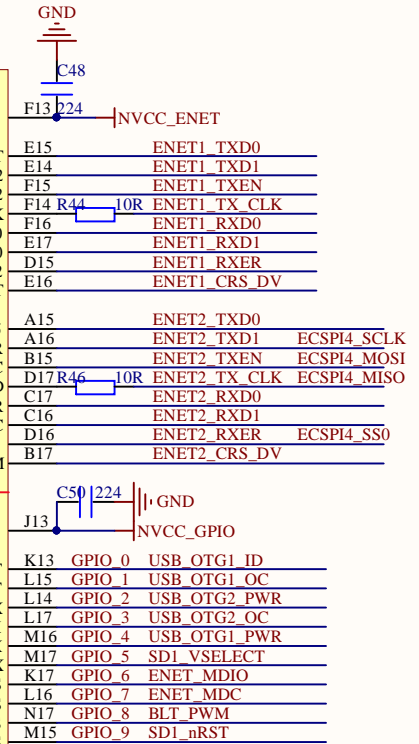 GND
C48
F13 224
NVCC_ENET
E15 ENET1_TXD0
E14 ENET1_TXD1
F15 ENET1_TXEN
F14 R44 10R ENET1_TX_CLK
F16 ENET1_RXD0
E17 ENET1_RXD1
D15 ENET1_RXER
E16 ENET1_CRS_DV
A15 ENET2_TXD0
A16 ENET2_TXD1 ECSPI4_SCLK
B15 ENET2_TXEN ECSPI4_MOSI
D17 R46 10R ENET2_TX_CLK ECSPI4_MISO
C17 ENET2_RXD0
C16 ENET2_RXD1
D16 ENET2_RXER ECSPI4_SS0
B17 ENET2_CRS_DV
C50 224
GND
J13
NVCC_GPIO
K13 GPIO_0 USB_OTG1_ID
L15 GPIO_1 USB_OTG1_OC
L14 GPIO_2 USB_OTG2_PWR
L17 GPIO_3 USB_OTG2_OC
M16 GPIO_4 USB_OTG1_PWR
M17 GPIO_5 SD1_VSELECT
K17 GPIO_6 ENET_MDIO
L16 GPIO_7 ENET_MDC
N17 GPIO_8 BLT_PWM
M15 GPIO_9 SD1_nRST